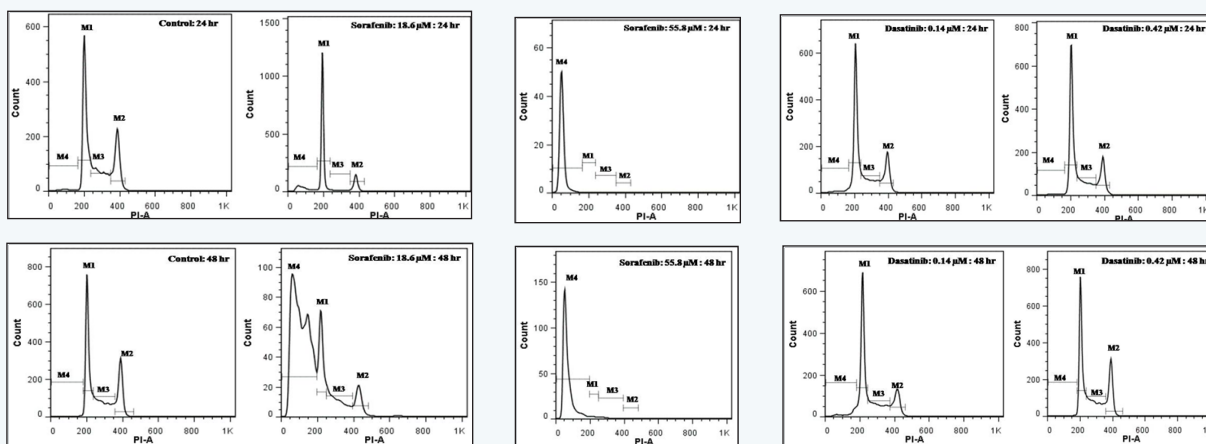 Control: 24 hr
M1
M2
M3
M4
600
400
200
0
Count
0 200 400 600 800 1K
PI-A
Sorafenib: 18.6 µM : 24 hr
M1
M4
M3
M2
1500
1000
500
0
Count
0 200 400 600 800 1K
PI-A
Sorafenib: 55.8 µM : 24 hr
M4
M1
M3
M2
60
40
20
0
Count
0 200 400 600 800 1K
PI-A
Dasatinib: 0.14 µM : 24 hr
M1
M2
M4
M3
600
400
200
0
Count
0 200 400 600 800 1K
PI-A
Dasatinib: 0.42 µM : 24 hr
M1
M2
M4
M3
800
600
400
200
0
Count
0 200 400 600 800 1K
PI-A
Control: 48 hr
M1
M2
M4
M3
800
600
400
200
0
Count
0 200 400 600 800 1K
PI-A
Sorafenib: 18.6 µM : 48 hr
M4
M1
M2
M3
100
80
60
40
20
0
Count
0 200 400 600 800 1K
PI-A
Sorafenib: 55.8 µM : 48 hr
M4
M1
M3
M2
150
100
50
0
Count
0 200 400 600 800 1K
PI-A
Dasatinib: 0.14 µM : 48 hr
M1
M4
M2
M3
800
600
400
200
0
Count
0 200 400 600 800 1K
PI-A
Dasatinib: 0.42 µM : 48 hr
M1
M2
M4
M3
800
600
400
200
0
Count
0 200 400 600 800 1K
PI-A